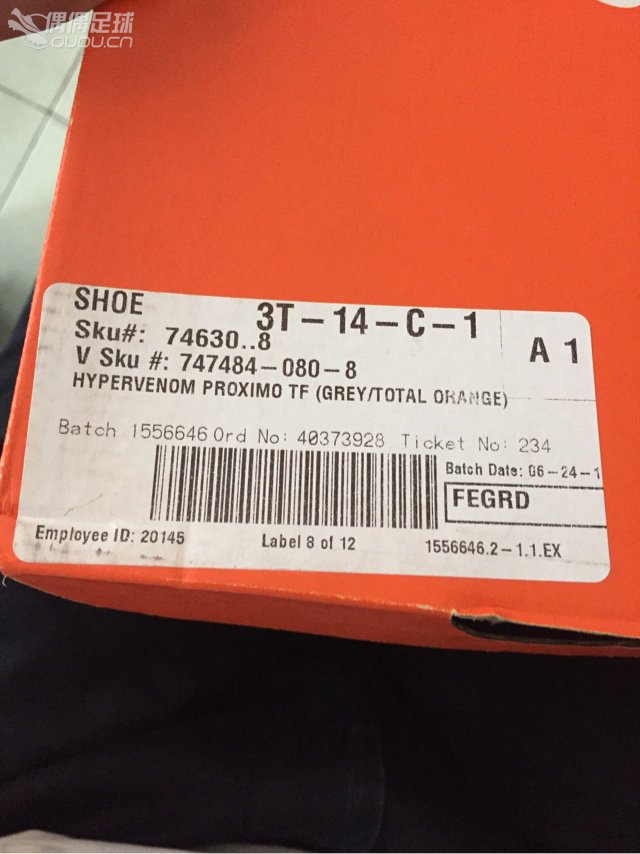 偶偶足球
OUOU.CN
SHOE
3T-14-C-1
A 1
Sku#: 74630..8
V Sku #: 747484-080-8
HYPERVENOM PROXIMO TF (GREY/TOTAL ORANGE)
Batch 1556646 Ord No: 40373928 Ticket No: 234
Batch Date: 06-24-1
FEGRD
Employee ID: 20145 Label 8 of 12 1556646.2-1.1.EX